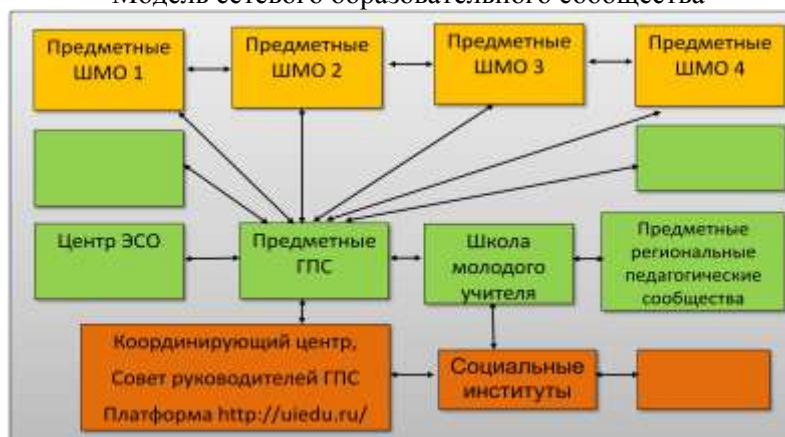 Модель сетевого образовательного сообщества
Предметные
ШМО 1
Предметные
ШМО 2
Предметные
ШМО 3
Предметные
ШМО 4
Центр ЭСО
Предметные
ГПС
Школа
молодого
учителя
Предметные
региональные
педагогические
сообщества
Координирующий центр,
Совет руководителей ГПС
Платформа http://uiedu.ru/
Социальные
институты